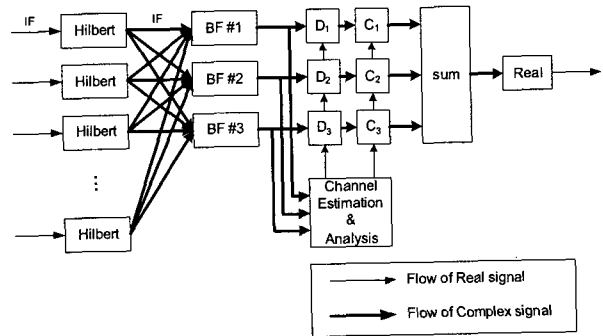 IF
Hilbert
IF
BF #1
D1
C1
Hilbert
BF #2
D2
C2
sum
Real
Hilbert
BF #3
D3
C3
...
Hilbert
Channel
Estimation
&
Analysis
Flow of Real signal
Flow of Complex signal